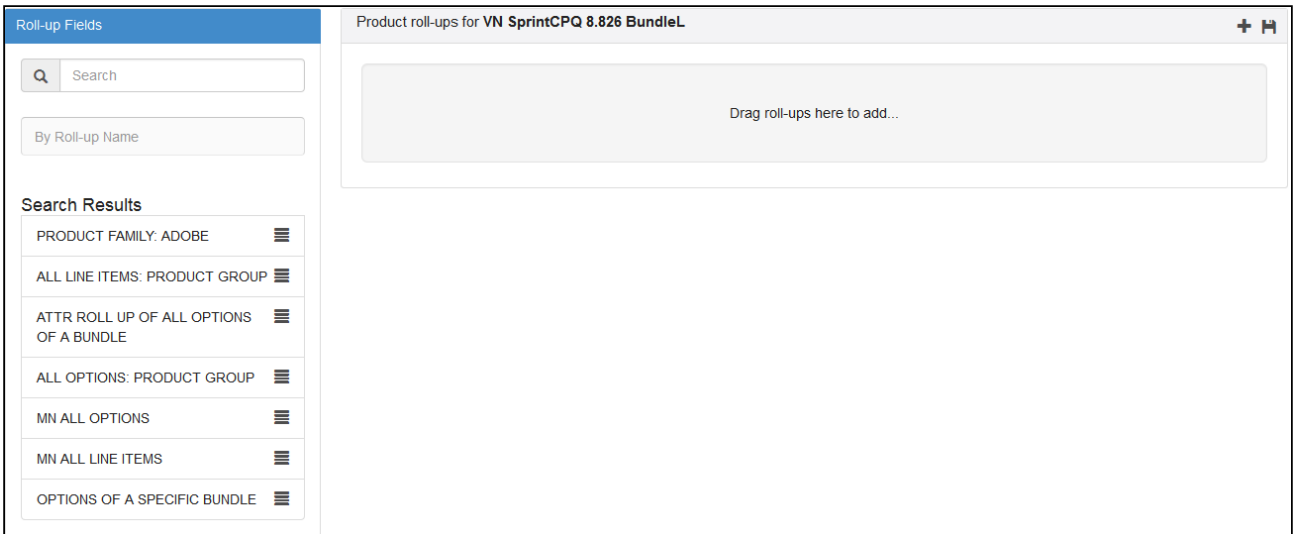 Roll-up Fields
Search
By Roll-up Name
Search Results
PRODUCT FAMILY: ADOBE
ALL LINE ITEMS: PRODUCT GROUP
ATTR ROLL UP OF ALL OPTIONS
OF A BUNDLE
ALL OPTIONS: PRODUCT GROUP
MN ALL OPTIONS
MN ALL LINE ITEMS
OPTIONS OF A SPECIFIC BUNDLE
Product roll-ups for VN SprintCPQ 8.826 BundleL
Drag roll-ups here to add...